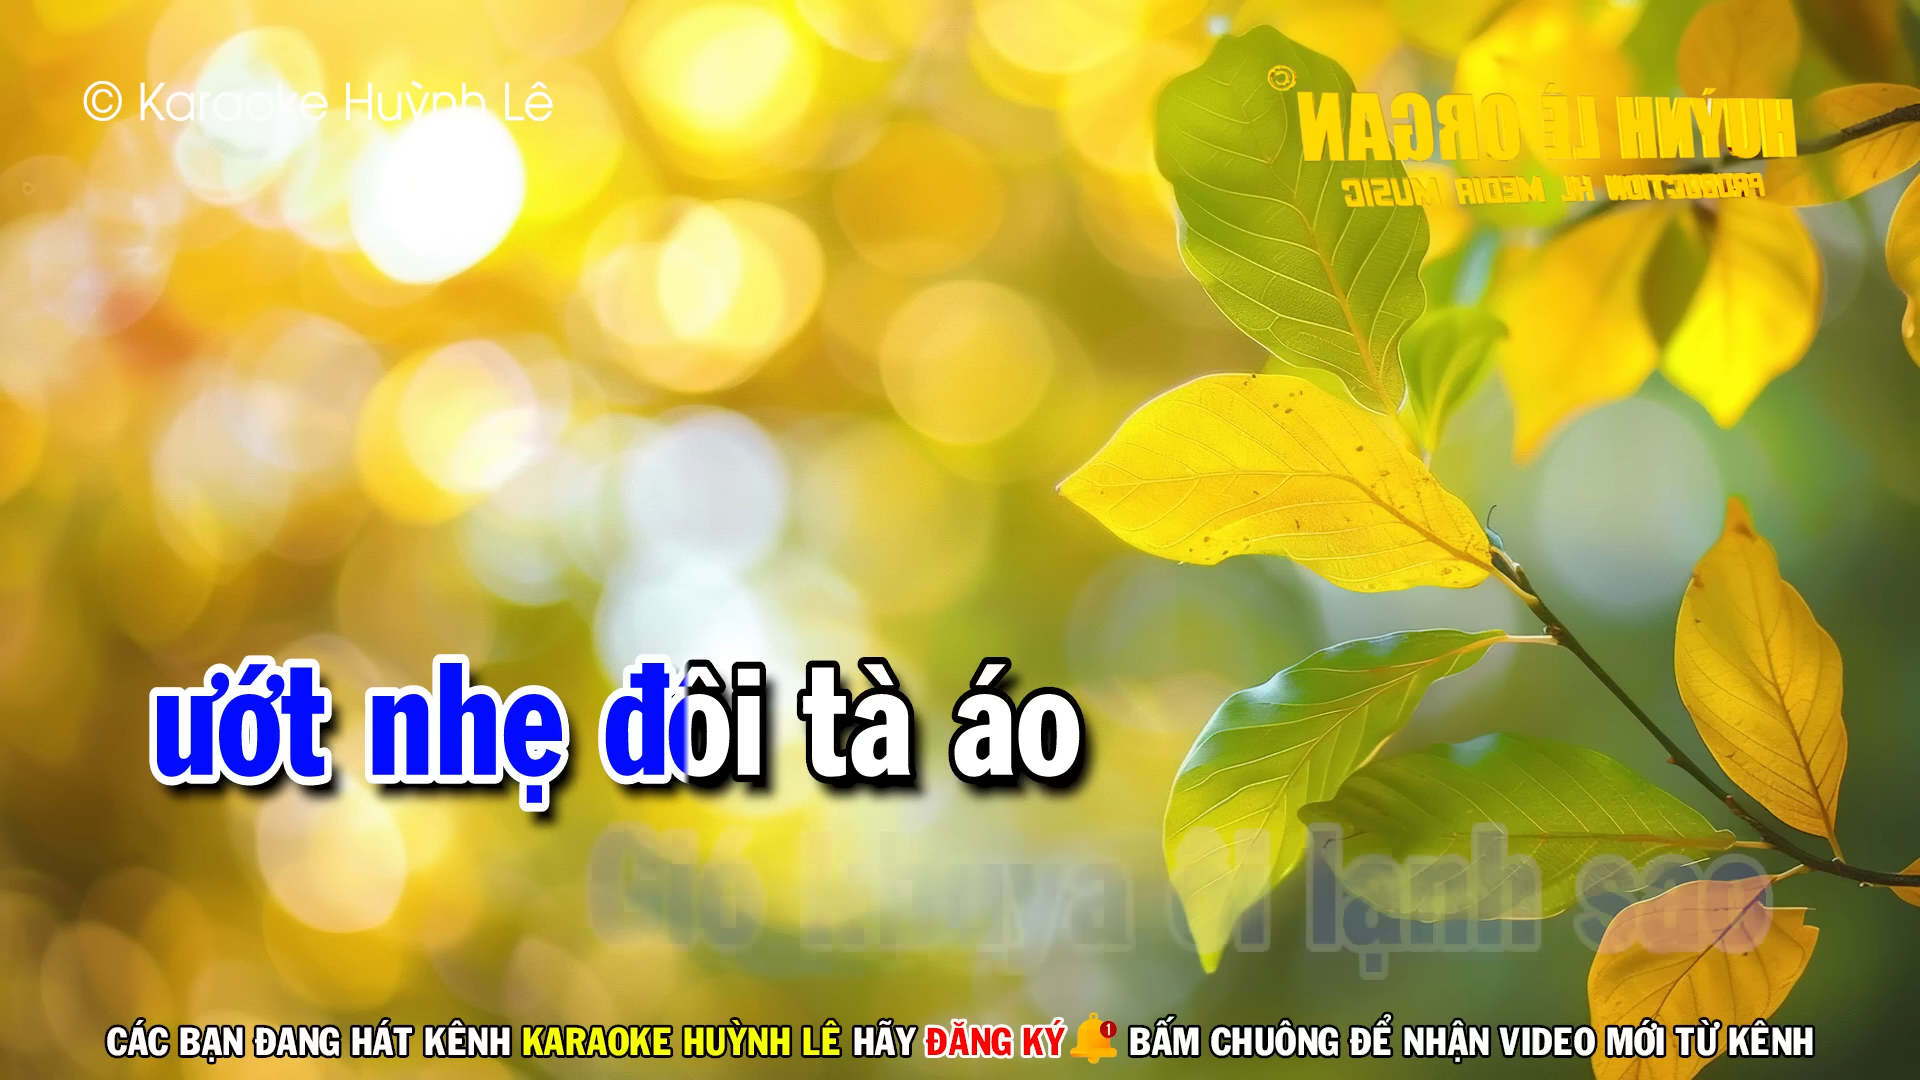 © Karaoke Huỳnh Lê
©
HUỲNH LÊ ORGAN
PRODUCTION HL MEDIA MUSIC
ướt nhẹ đôi tà áo
Gió khuya ơi lạnh sao
CÁC BẠN ĐANG HÁT KÊNH KARAOKE HUỲNH LÊ HÃY ĐĂNG KÝ 1 BẤM CHUÔNG ĐỂ NHẬN VIDEO MỚI TỪ KÊNH